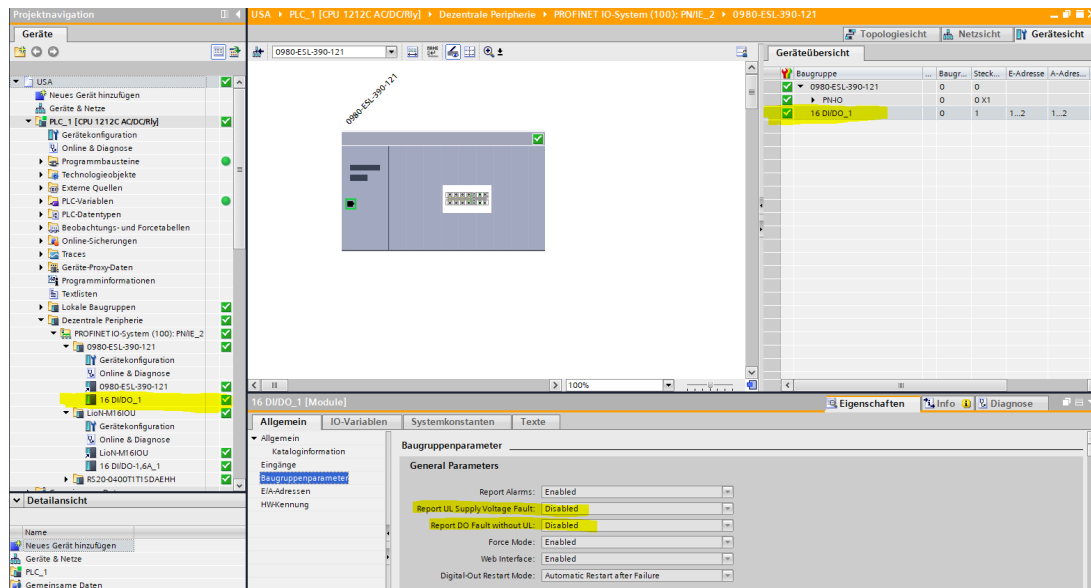 Projektnavigation
USA ▸ PLC_1 [CPU 1212C AC/DC/Rly] ▸ Dezentrale Peripherie ▸ PROFINET IO-System (100): PN/IE_2 ▸ 0980-ESL-390-121
Geräte
Topologiesicht
Netzsicht
Gerätesicht
0980-ESL-390-121
Geräteübersicht
USA
Neues Gerät hinzufügen
Geräte & Netze
PLC_1 [CPU 1212C AC/DC/Rly]
Gerätekonfiguration
Online & Diagnose
Programmbausteine
Technologieobjekte
Externe Quellen
PLC-Variablen
PLC-Datentypen
Beobachtungs- und Forcetabellen
Online-Sicherungen
Traces
Geräte-Proxy-Daten
Programminformationen
Textlisten
Lokale Baugruppen
Dezentrale Peripherie
PROFINET IO-System (100): PN/IE_2
0980-ESL-390-121
Gerätekonfiguration
Online & Diagnose
0980-ESL-390-121
16 DI/DO_1
LioN-M16IOU
Gerätekonfiguration
Online & Diagnose
LioN-M16IOU
16 DI/DO-1,6A_1
RS20-0400T1T1SDAEHH
0980-ESL-390-121
Baugruppe ... Baugr... Steck... E-Adresse A-Adres...
0980-ESL-390-121 0 0
PN-IO 0 0 X1
16 DI/DO_1 0 1 1...2 1...2
100%
Detailansicht
Name
Neues Gerät hinzufügen
Geräte & Netze
PLC_1
Gemeinsame Daten
16 DI/DO_1 [Module]
Eigenschaften
Info
Diagnose
Allgemein
IO-Variablen
Systemkonstanten
Texte
Allgemein
Kataloginformation
Eingänge
Baugruppenparameter
E/A-Adressen
HW-Kennung
Baugruppenparameter
General Parameters
Report Alarms: Enabled
Report UL Supply Voltage Fault: Disabled
Report DO Fault without UL: Disabled
Force Mode: Enabled
Web Interface: Enabled
Digital-Out Restart Mode: Automatic Restart after Failure